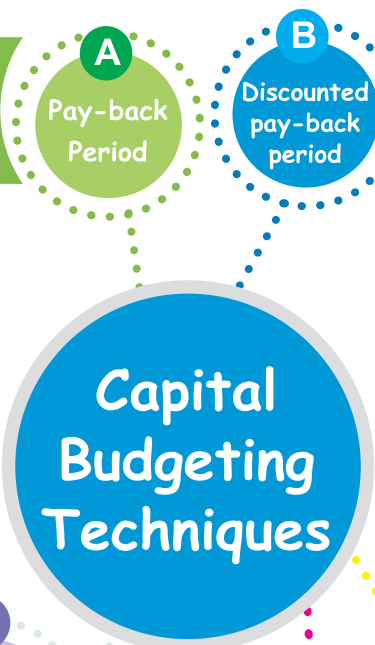 A
Pay-back
Period
B
Discounted
pay-back
period
Capital
Budgeting
Techniques